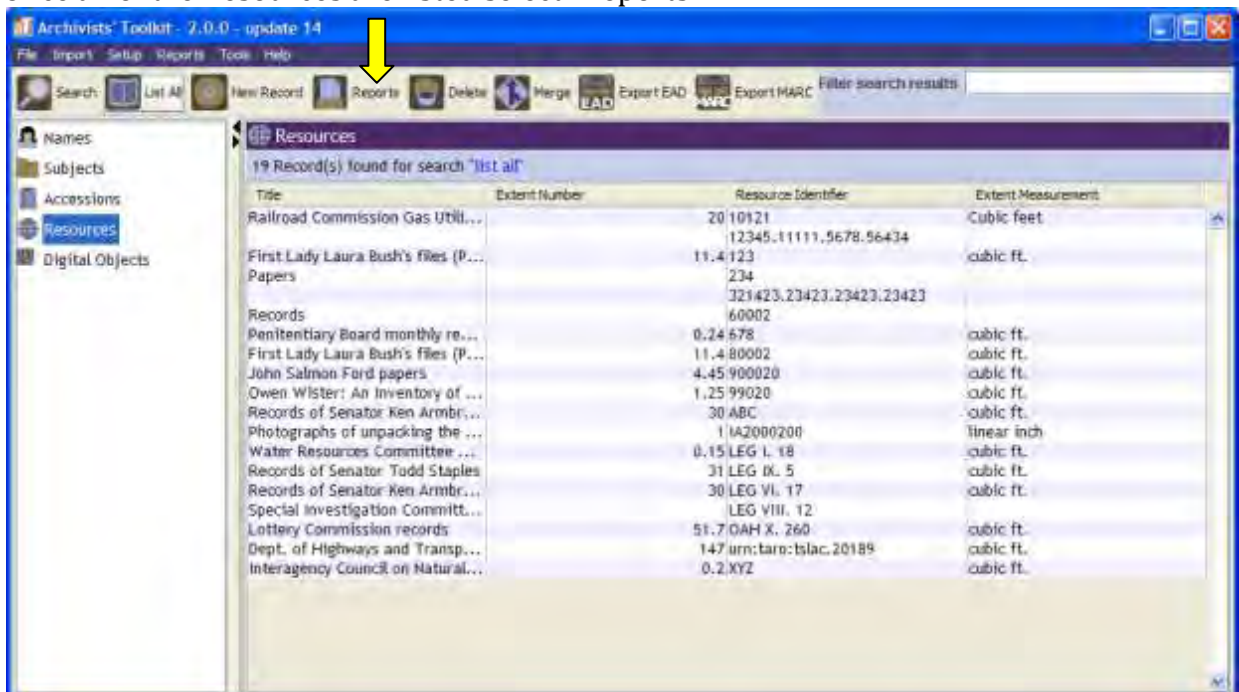 Archivists' Toolkit - 2.0.0 - update 14
File Import Setup Reports Tools Help
Search List All New Record Reports Delete Merge EAD Export EAD MARC Export MARC Filter search results
Names
Subjects
Accessions
Resources
Digital Objects
Resources
19 Record(s) found for search "list all"
Title Extent Number Resource Identifier Extent Measurement
Railroad Commission Gas Utili... 20 10121 Cubic feet
12345.11111.5678.56434
First Lady Laura Bush's files (P... 11.4 123 cubic ft.
Papers 234
321423.23423.23423.23423
Records 60002
Penitentiary Board monthly re... 0.24 678 cubic ft.
First Lady Laura Bush's files (P... 11.4 80002 cubic ft.
John Salmon Ford papers 4.45 900020 cubic ft.
Owen Wister: An Inventory of ... 1.25 99020 cubic ft.
Records of Senator Ken Armbr... 30 ABC cubic ft.
Photographs of unpacking the ... 1 IA2000200 linear inch
Water Resources Committee ... 0.15 LEG I. 18 cubic ft.
Records of Senator Todd Staples 31 LEG IX. 5 cubic ft.
Records of Senator Ken Armbr... 30 LEG VI. 17 cubic ft.
Special Investigation Committ... LEG VIII. 12
Lottery Commission records 51.7 OAH X. 260 cubic ft.
Dept. of Highways and Transp... 147 urn:taro:tslac.20189 cubic ft.
Interagency Council on Natural... 0.2 XYZ cubic ft.